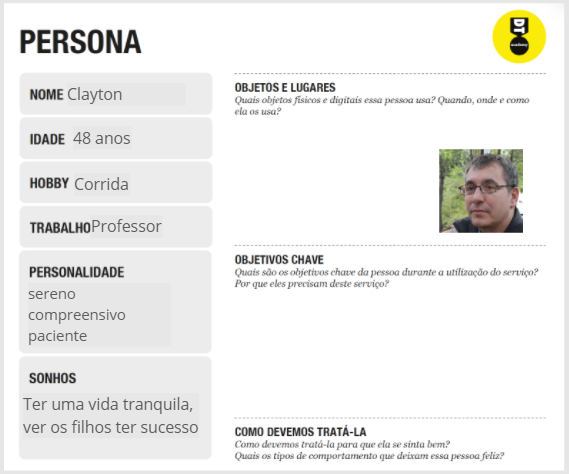 PERSONA
NOME Clayton
IDADE 48 anos
HOBBY Corrida
TRABALHO Professor
PERSONALIDADE
sereno
compreensivo
paciente
SONHOS
Ter uma vida tranquila,
ver os filhos ter sucesso
OBJETOS E LUGARES
Quais objetos físicos e digitais essa pessoa usa? Quando, onde e como
ela os usa?
OBJETIVOS CHAVE
Quais são os objetivos chave da pessoa durante a utilização do serviço?
Por que eles precisam deste serviço?
COMO DEVEMOS TRATÁ-LA
Como devemos tratá-la para que ela se sinta bem?
Quais os tipos de comportamento que deixam essa pessoa feliz?